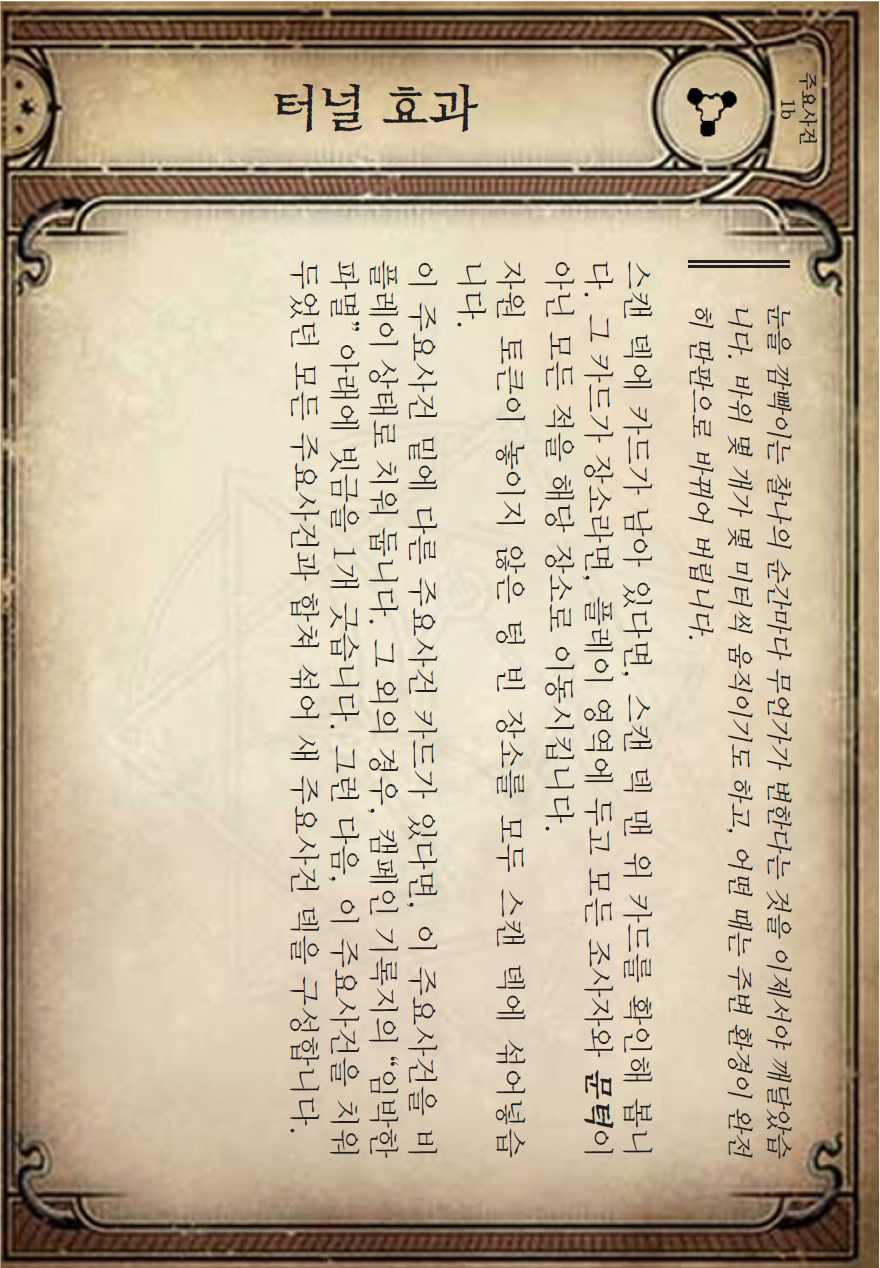 주요사건
1b
터널 효과
눈을 깜빡이는 찰나의 순간마다 무언가가 변한다는 것을 이제서야 깨달았습
니다. 바위 몇 개가 몇 미터씩 움직이기도 하고, 어떤 때는 주변 환경이 완전
히 딴판으로 바뀌어 버립니다.
스캔 덱에 카드가 남아 있다면, 스캔 덱 맨 위 카드를 확인해 봅니
다. 그 카드가 장소라면, 플레이 영역에 두고 모든 조사자와 문턱이
아닌 모든 적을 해당 장소로 이동시킵니다.
자원 토큰이 놓이지 않은 텅 빈 장소를 모두 스캔 덱에 섞어넣습
니다.
이 주요사건 밑에 다른 주요사건 카드가 있다면, 이 주요사건을 비
플레이 상태로 치워 둡니다. 그 외의 경우, 캠페인 기록지의 “임박한
파멸” 아래에 빗금을 1개 긋습니다. 그런 다음, 이 주요사건을 치워
두었던 모든 주요사건과 합쳐 섞어 새 주요사건 덱을 구성합니다.